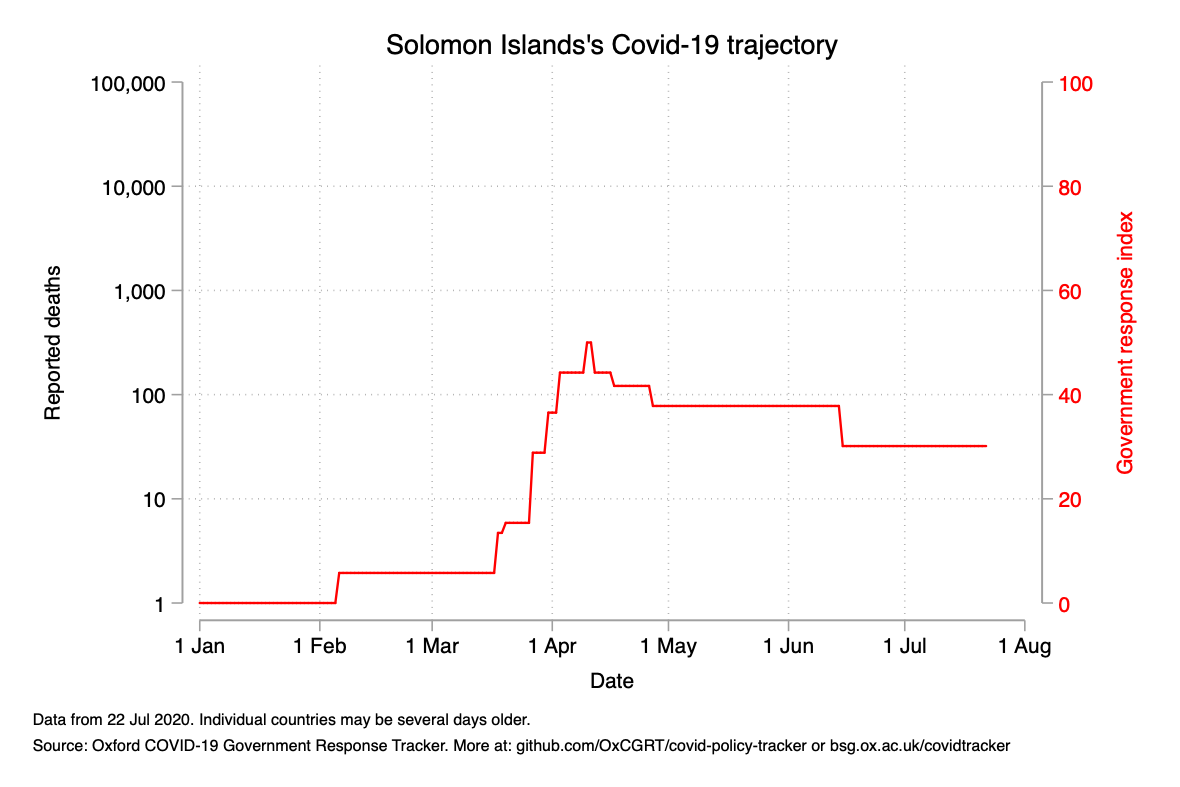 Solomon Islands's Covid-19 trajectory
100,000
10,000
1,000
100
10
1
Reported deaths
100
80
60
40
20
0
Government response index
1 Jan 1 Feb 1 Mar 1 Apr 1 May 1 Jun 1 Jul 1 Aug
Date
Data from 22 Jul 2020. Individual countries may be several days older.
Source: Oxford COVID-19 Government Response Tracker. More at: github.com/OxCGRT/covid-policy-tracker or bsg.ox.ac.uk/covidtracker